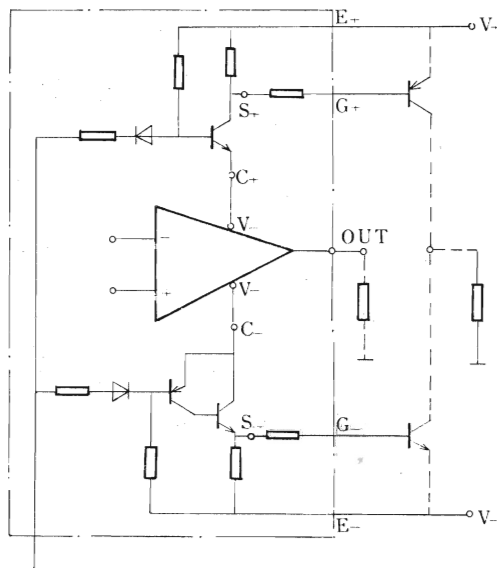 E+
V+
S+
G+
C+
V-
OUT
-
+
V-
C-
S-
G-
E-
V-